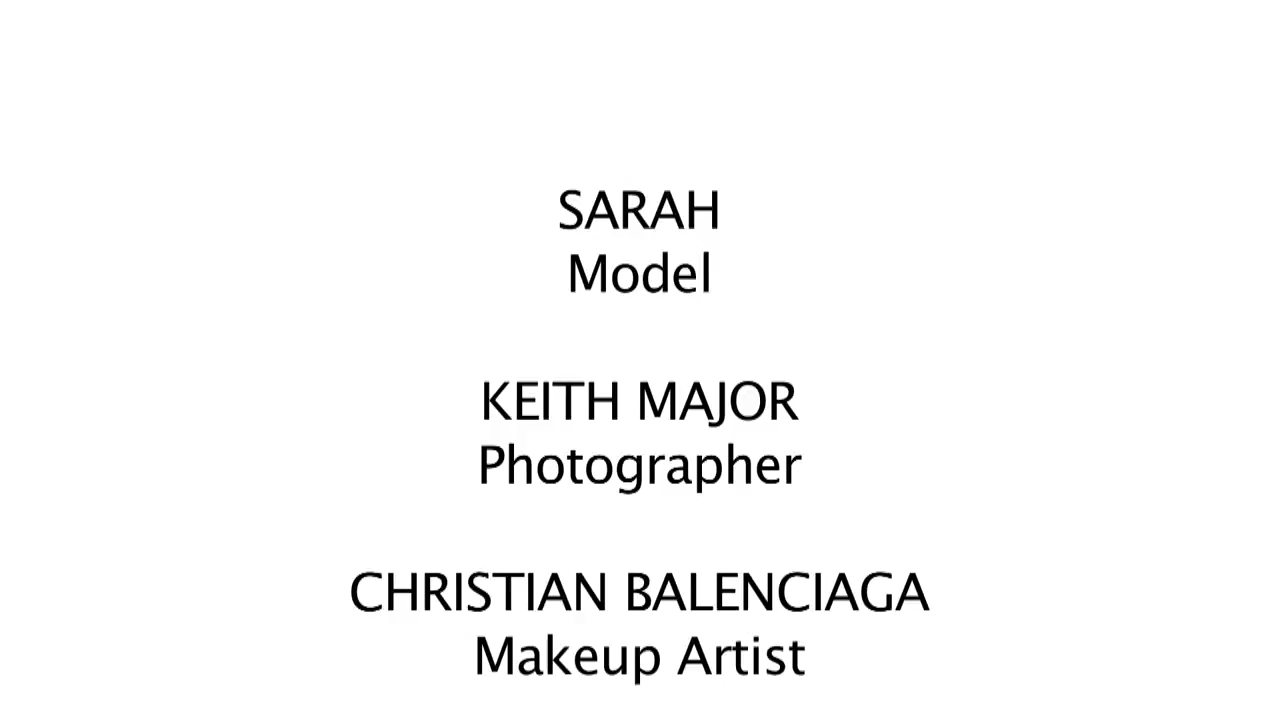 SARAH
Model
KEITH MAJOR
Photographer
CHRISTIAN BALENCIAGA
Makeup Artist